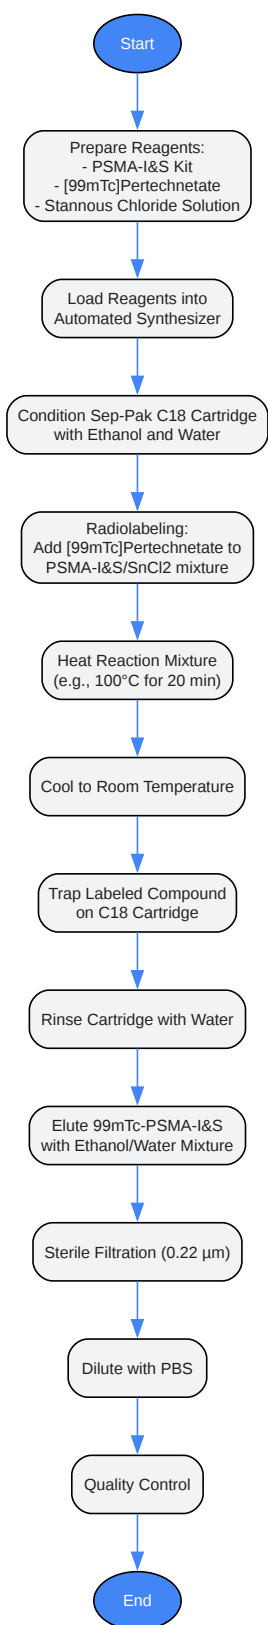 Start
Prepare Reagents:
- PSMA-I&S Kit
- [99mTc]Pertechnetate
- Stannous Chloride Solution
Load Reagents into
Automated Synthesizer
Condition Sep-Pak C18 Cartridge
with Ethanol and Water
Radiolabeling:
Add [99mTc]Pertechnetate to
PSMA-I&S/SnCl2 mixture
Heat Reaction Mixture
(e.g., 100°C for 20 min)
Cool to Room Temperature
Trap Labeled Compound
on C18 Cartridge
Rinse Cartridge with Water
Elute 99mTc-PSMA-I&S
with Ethanol/Water Mixture
Sterile Filtration (0.22 µm)
Dilute with PBS
Quality Control
End